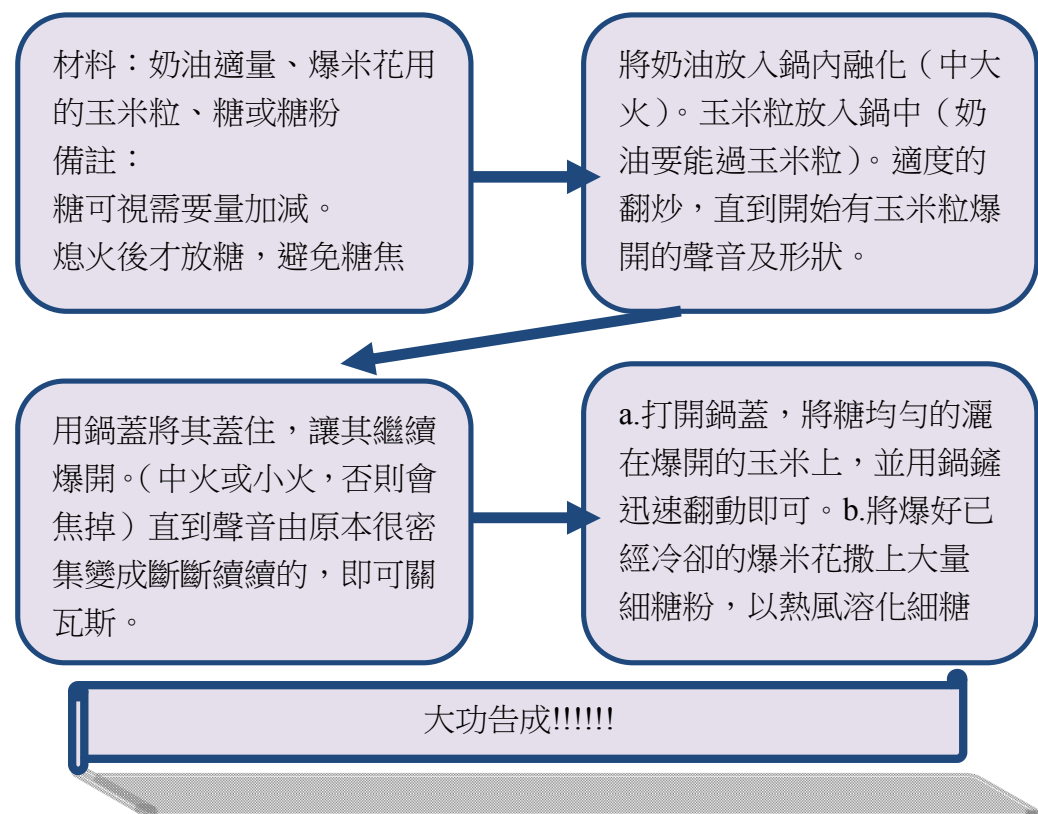 材料：奶油適量、爆米花用
的玉米粒、糖或糖粉
備註：
糖可視需要量加減。
熄火後才放糖，避免糖焦
將奶油放入鍋內融化（中大
火）。玉米粒放入鍋中（奶
油要能過玉米粒）。適度的
翻炒，直到開始有玉米粒爆
開的聲音及形狀。
用鍋蓋將其蓋住，讓其繼續
爆開。（中火或小火，否則會
焦掉）直到聲音由原本很密
集變成斷斷續續的，即可關
瓦斯。
a.打開鍋蓋，將糖均勻的灑
在爆開的玉米上，並用鍋鏟
迅速翻動即可。b.將爆好已
經冷卻的爆米花撒上大量
細糖粉，以熱風溶化細糖
大功告成!!!!!!